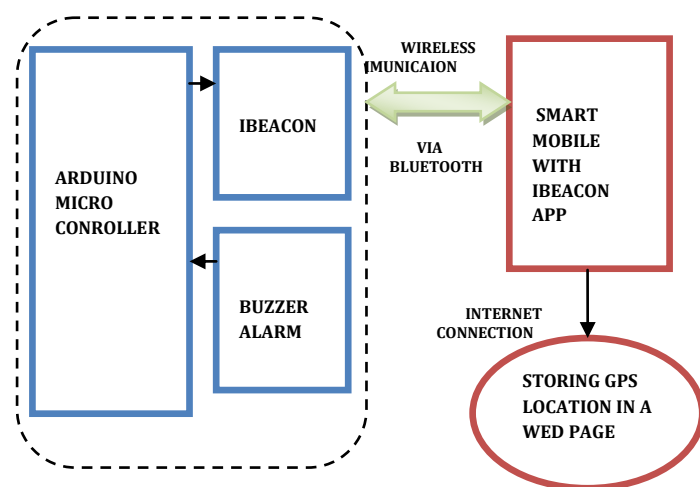 ARDUINO
MICRO
CONROLLER
IBEACON
BUZZER
ALARM
WIRELESS
IMUNICAION
VIA
BLUETOOTH
SMART
MOBILE
WITH
IBEACON
APP
INTERNET
CONNECTION
STORING GPS
LOCATION IN A
WED PAGE